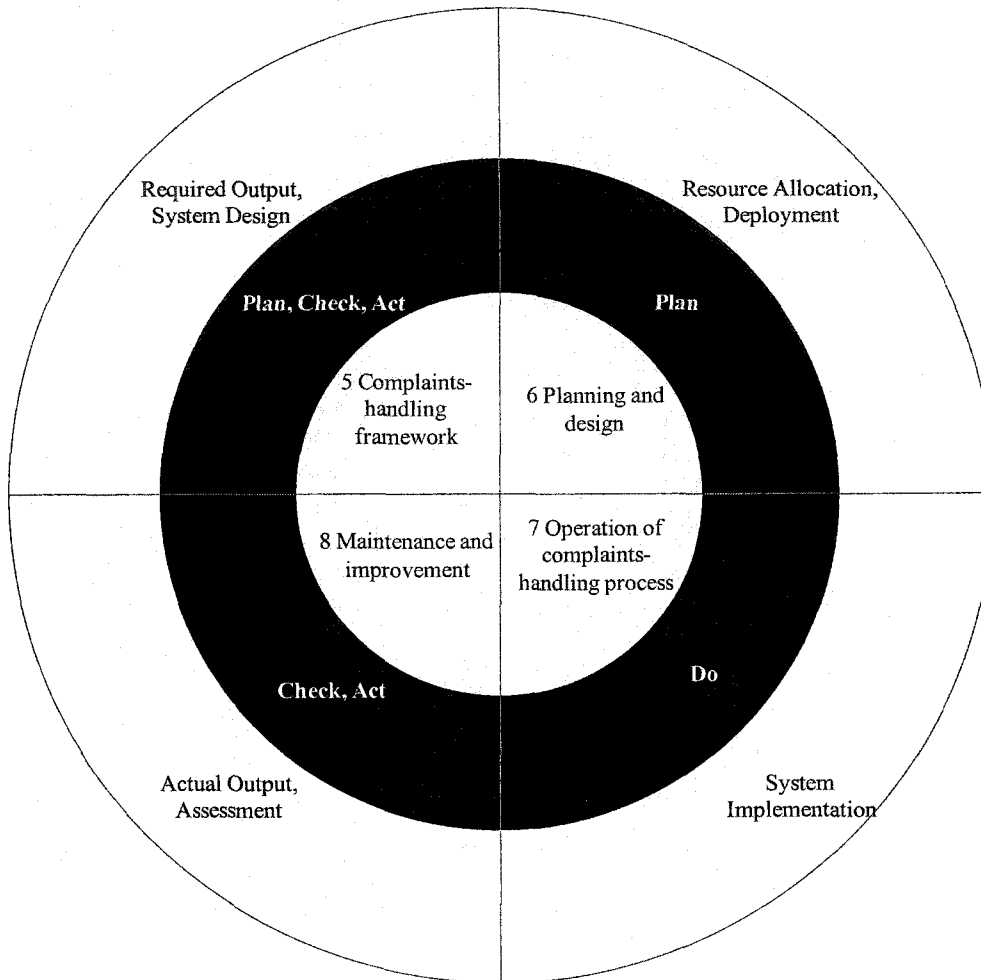 Required Output,
System Design
Resource Allocation,
Deployment
Plan, Check, Act
Plan
5 Complaints-
handling
framework
6 Planning and
design
8 Maintenance and
improvement
7 Operation of
complaints-
handling process
Check, Act
Do
Actual Output,
Assessment
System
Implementation